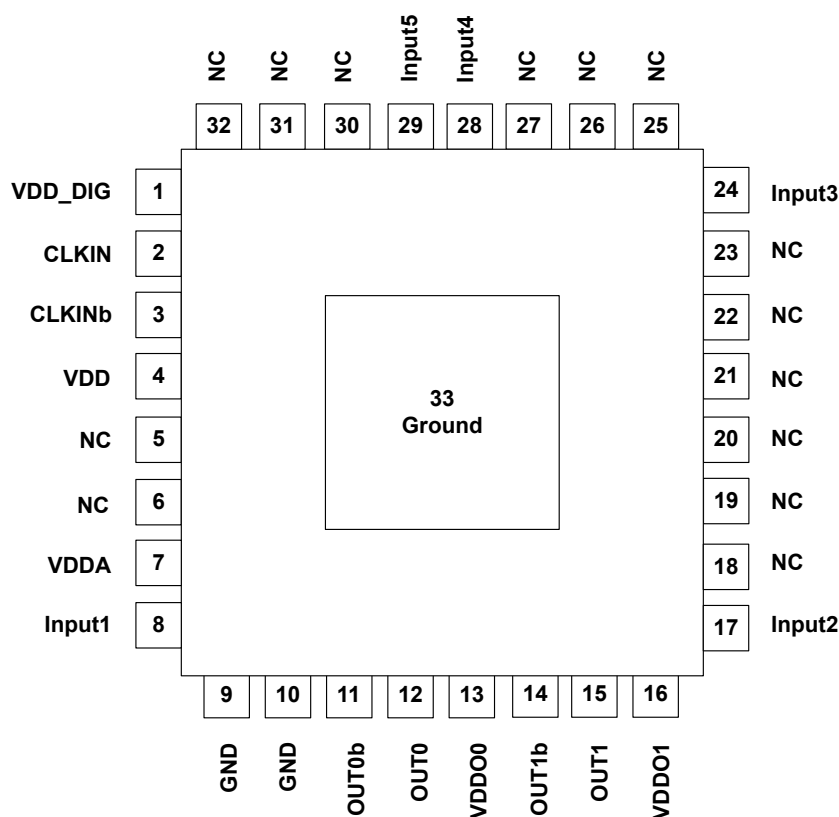 NC
NC
NC
Input5
Input4
NC
NC
NC
32
31
30
29
28
27
26
25
VDD_DIG
1
24
Input3
CLKIN
2
23
NC
CLKINb
3
22
NC
VDD
4
21
NC
33
Ground
NC
5
20
NC
NC
6
19
NC
VDDA
7
18
NC
Input1
8
17
Input2
9
10
11
12
13
14
15
16
GND
GND
OUT0b
OUT0
VDDO0
OUT1b
OUT1
VDDO1